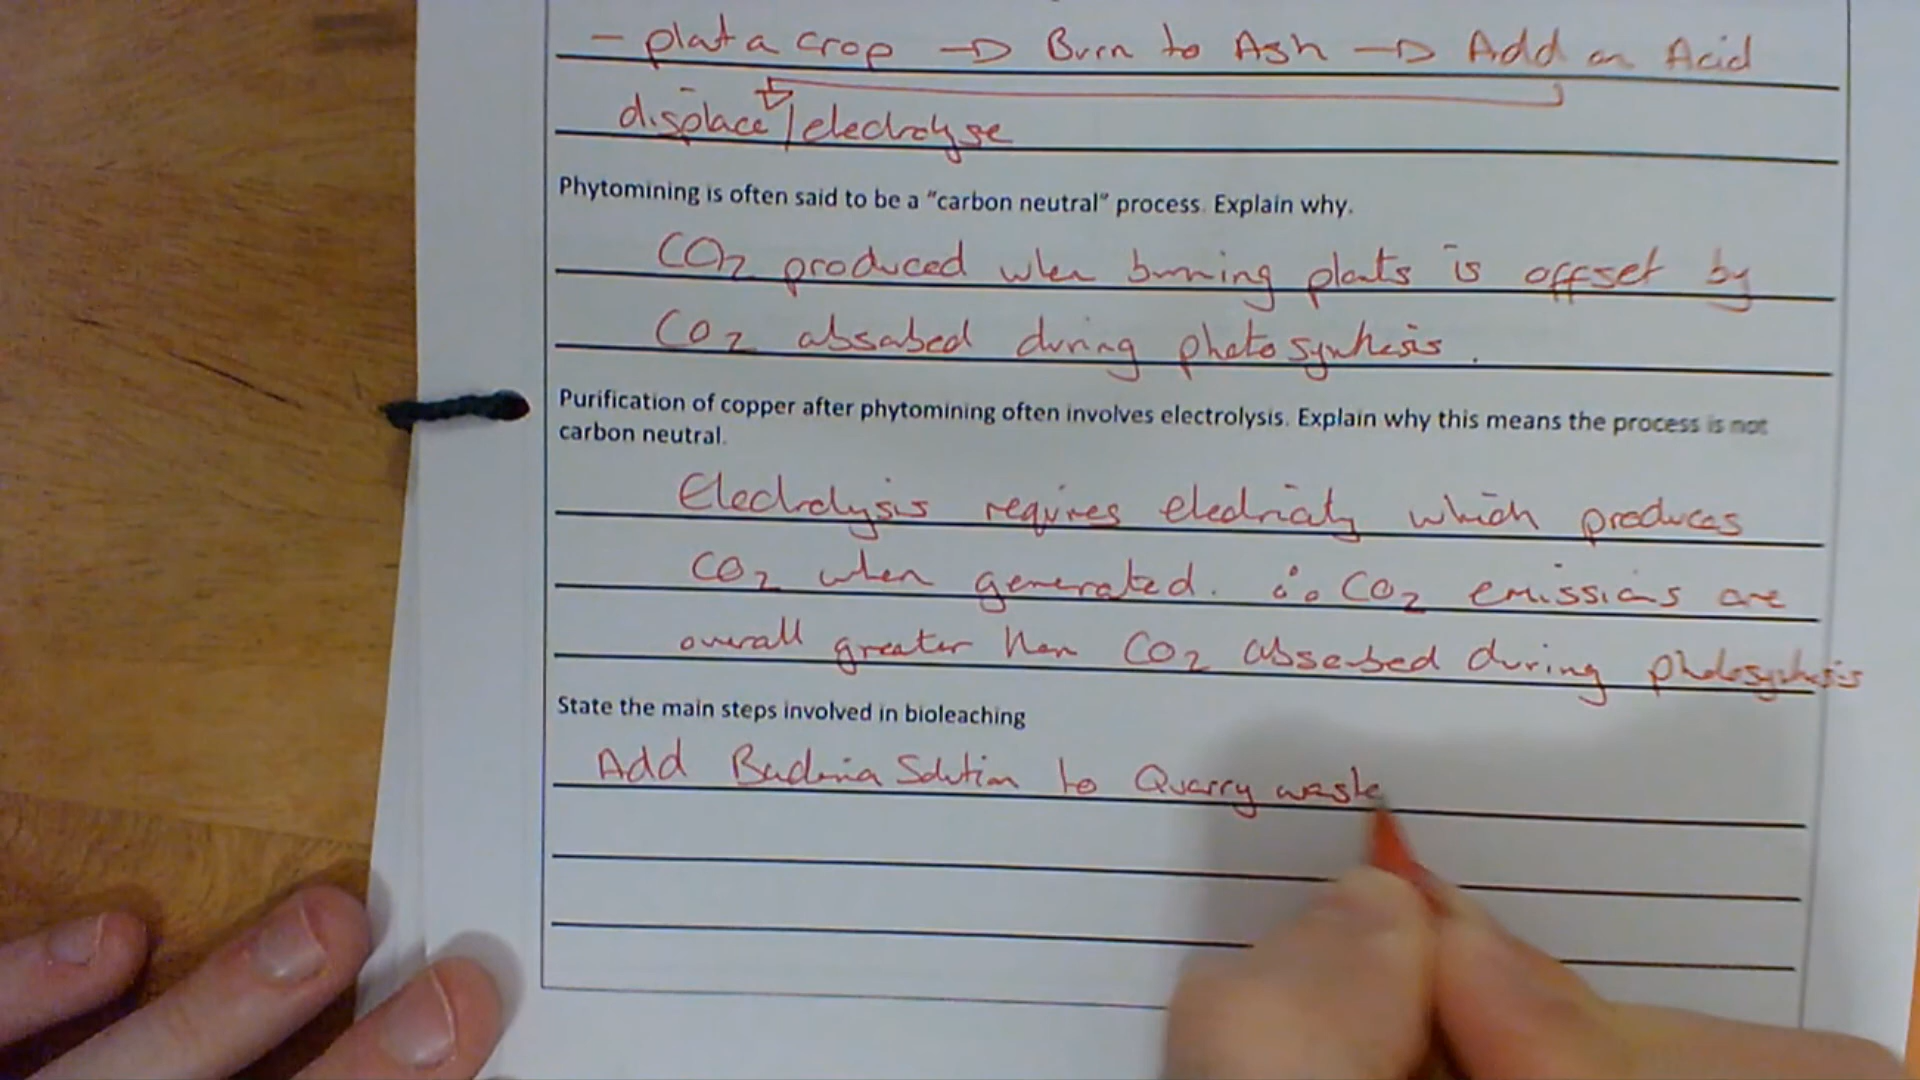 - plat a crop → Burn to Ash → Add an Acid
displace/electrolyse
Phytomining is often said to be a "carbon neutral" process. Explain why.
CO2 produced when burning plants is offset by
CO2 absorbed during photosynthesis.
Purification of copper after phytomining often involves electrolysis. Explain why this means the process is not
carbon neutral.
Electrolysis requires electricity which produces
CO2 when generated. ∴ CO2 emissions are
overall greater than CO2 absorbed during photosynthesis
State the main steps involved in bioleaching
Add Bacteria Solution to Quarry waste